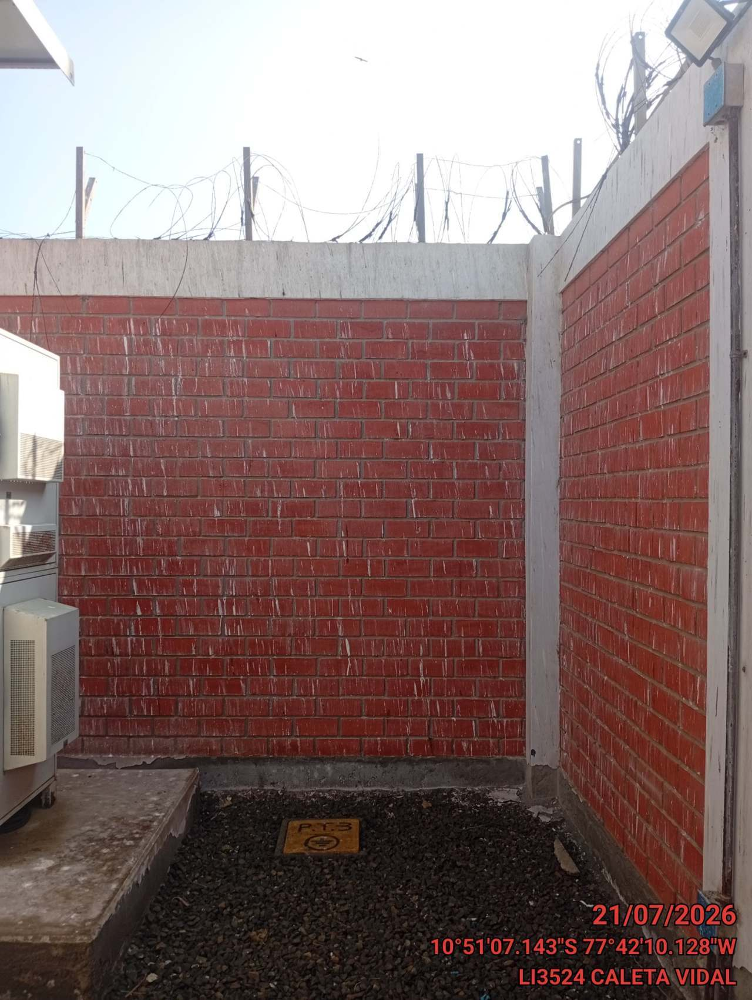 P.T.3
21/07/2026
10°51'07.143"S 77°42'10.128"W
LI3524 CALETA VIDAL